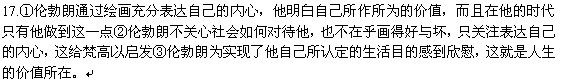 17.①伦勃朗通过绘画充分表达自己的内心，他明白自己所作所为的价值，而且在他的时代
只有他做到这一点②伦勃朗不关心社会如何对待他，也不在乎画得好与坏，只关注表达自己
的内心，这给梵高以启发③伦勃朗为实现了他自己所认定的生活目的感到欣慰，这就是人生
的价值所在。↵